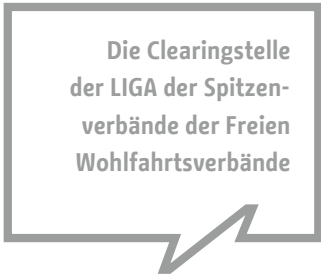 Die Clearingstelle
der LIGA der Spitzen-
verbände der Freien
Wohlfahrtsverbände